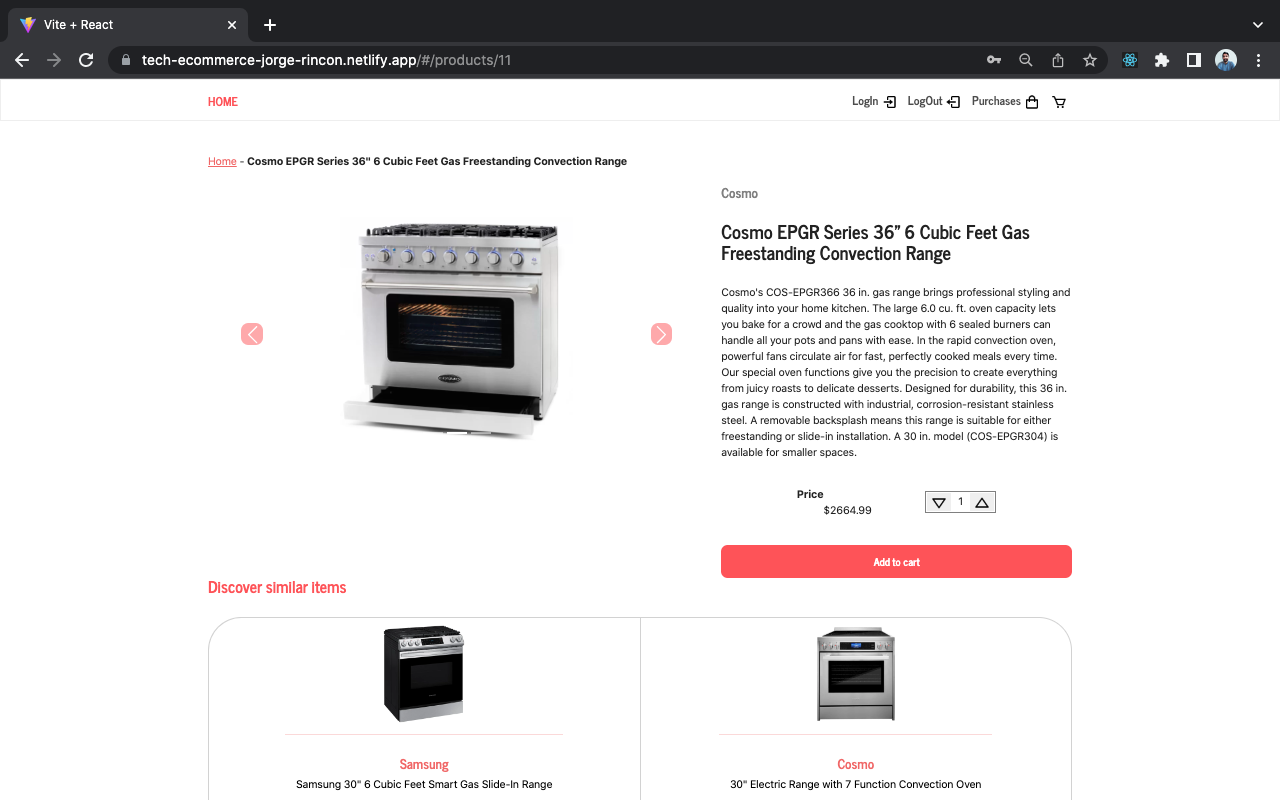 Vite + React
tech-ecommerce-jorge-rincon.netlify.app/#/products/11
HOME
LogIn
LogOut
Purchases
Home - Cosmo EPGR Series 36" 6 Cubic Feet Gas Freestanding Convection Range
Cosmo
Cosmo EPGR Series 36" 6 Cubic Feet Gas
Freestanding Convection Range
Cosmo's COS-EPGR366 36 in. gas range brings professional styling and
quality into your home kitchen. The large 6.0 cu. ft. oven capacity lets
you bake for a crowd and the gas cooktop with 6 sealed burners can
handle all your pots and pans with ease. In the rapid convection oven,
powerful fans circulate air for fast, perfectly cooked meals every time.
Our special oven functions give you the precision to create everything
from juicy roasts to delicate desserts. Designed for durability, this 36 in.
gas range is constructed with industrial, corrosion-resistant stainless
steel. A removable backsplash means this range is suitable for either
freestanding or slide-in installation. A 30 in. model (COS-EPGR304) is
available for smaller spaces.
Price
$2664.99
1
Add to cart
Discover similar items
Samsung
Samsung 30" 6 Cubic Feet Smart Gas Slide-In Range
Cosmo
30" Electric Range with 7 Function Convection Oven